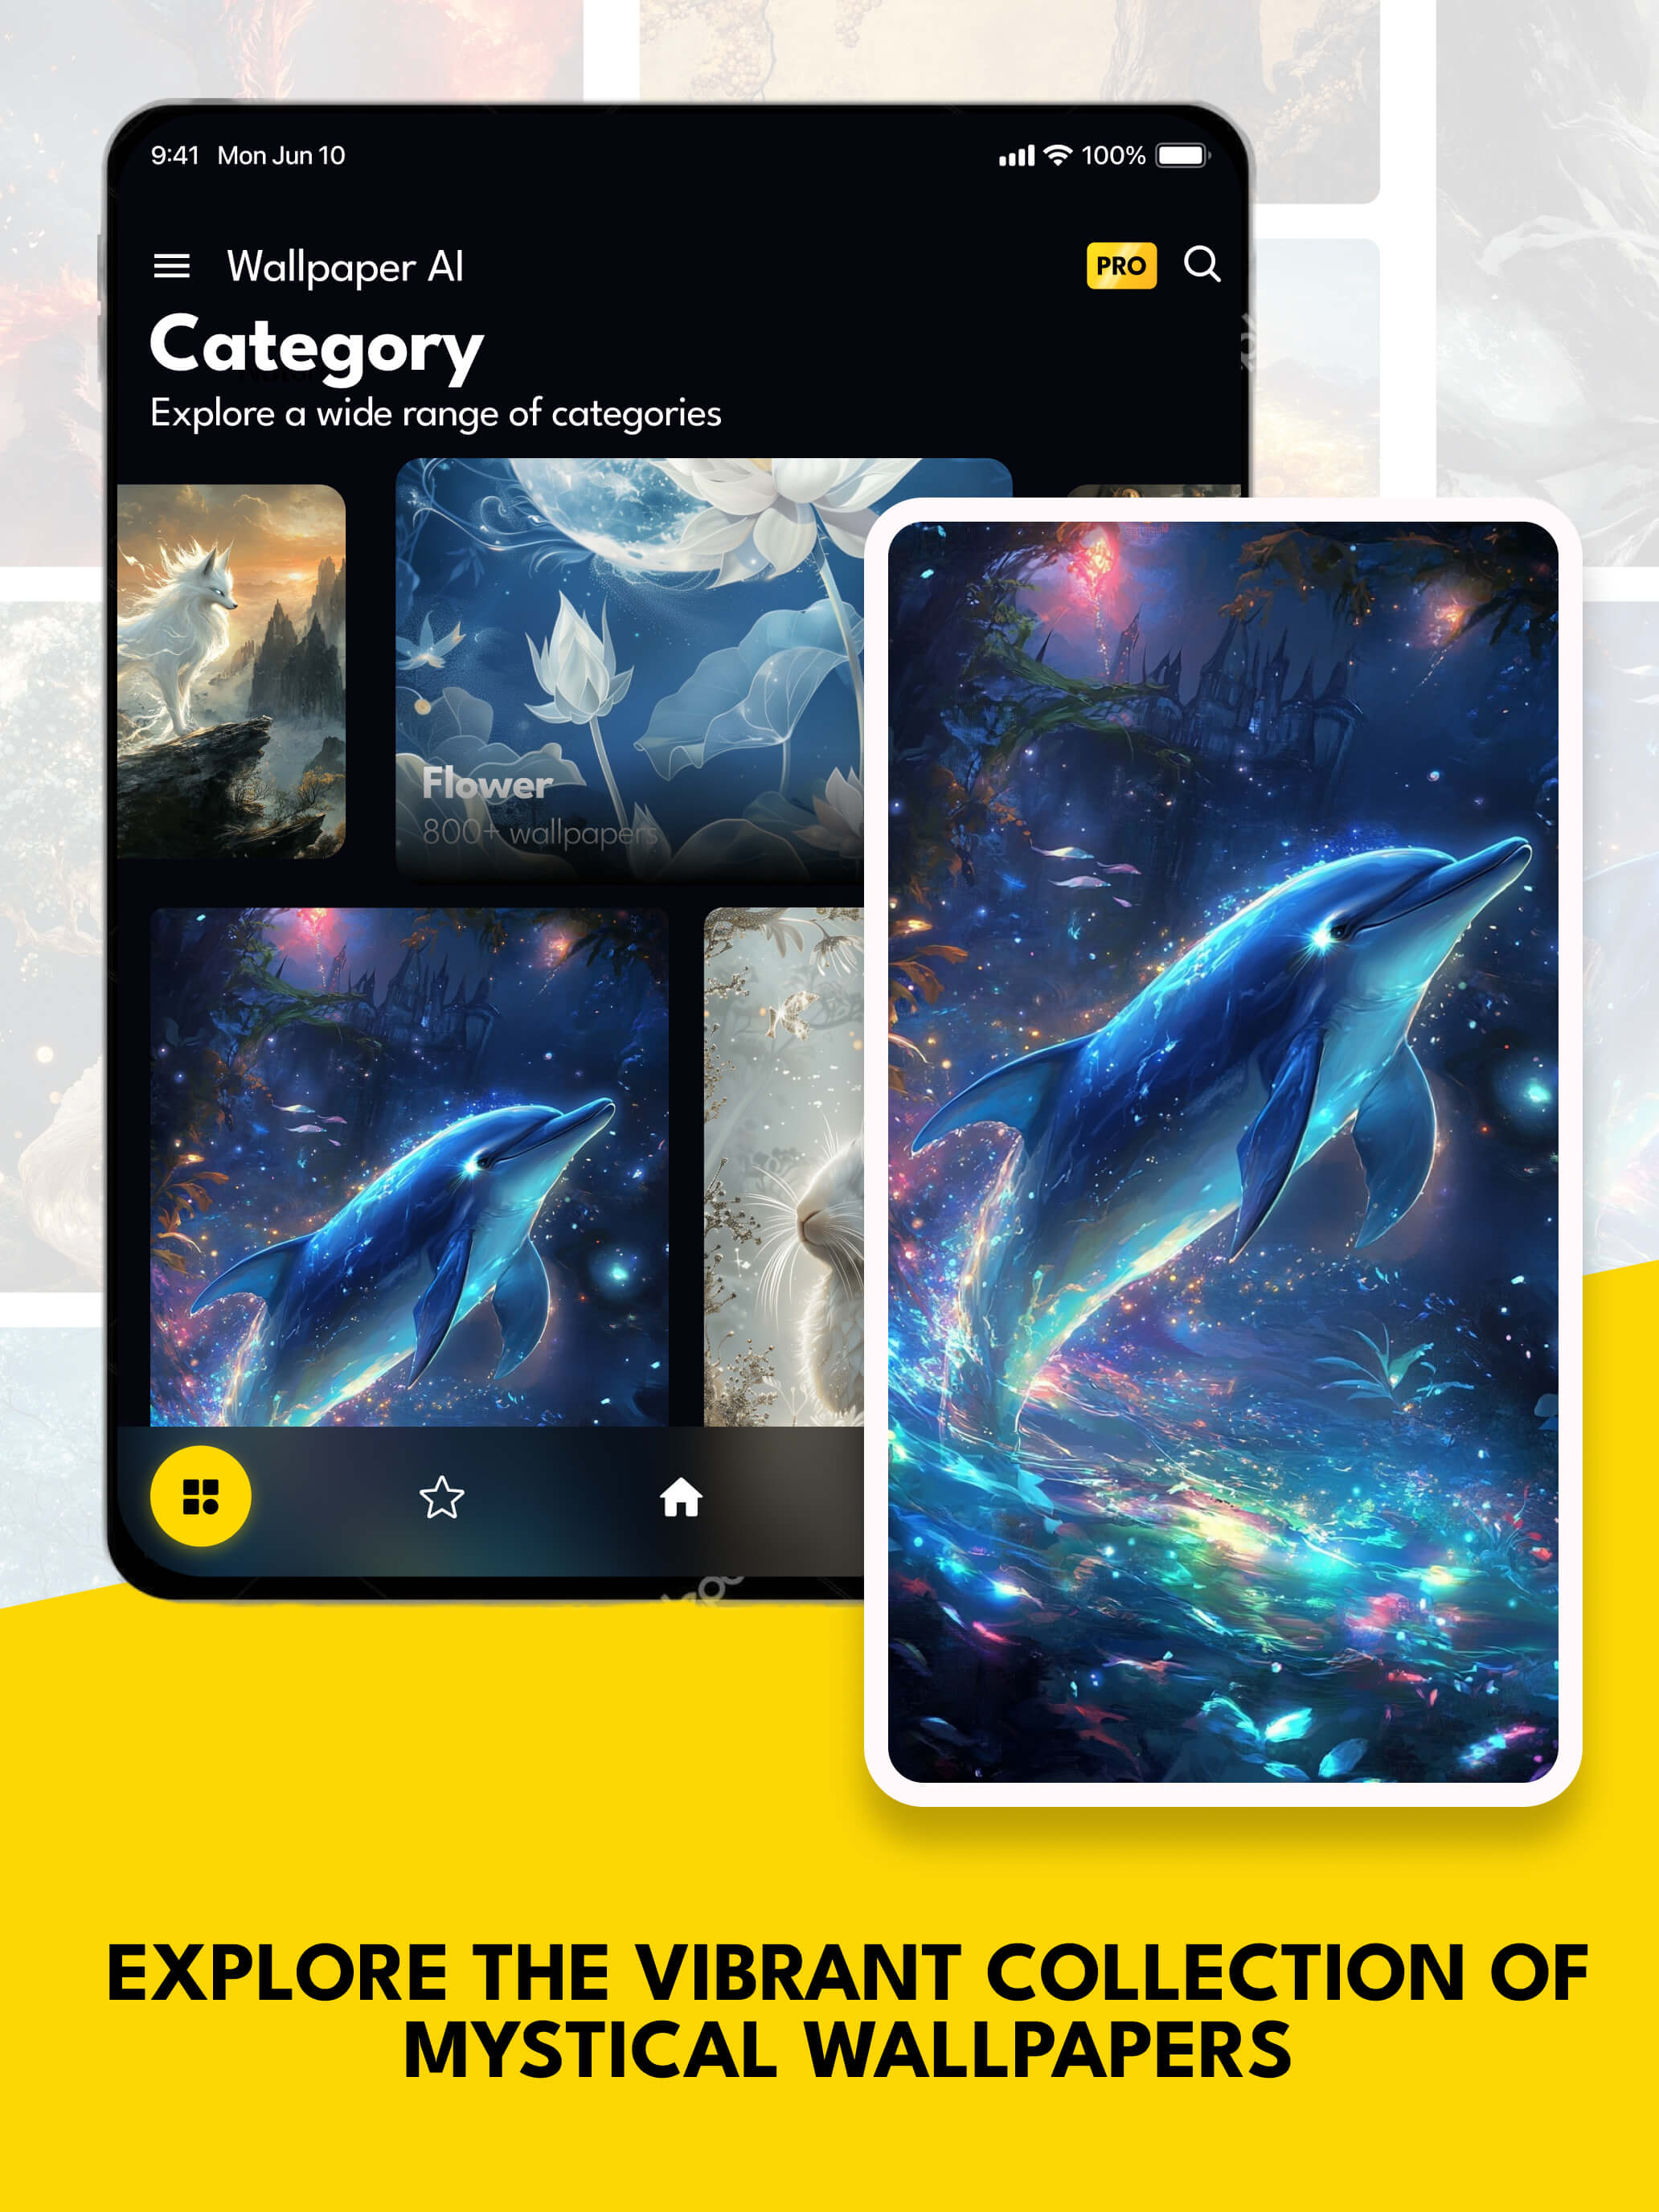 9:41 Mon Jun 10
100%
Wallpaper AI
PRO
Category
Explore a wide range of categories
Flower
800+ wallpapers
EXPLORE THE VIBRANT COLLECTION OF
MYSTICAL WALLPAPERS